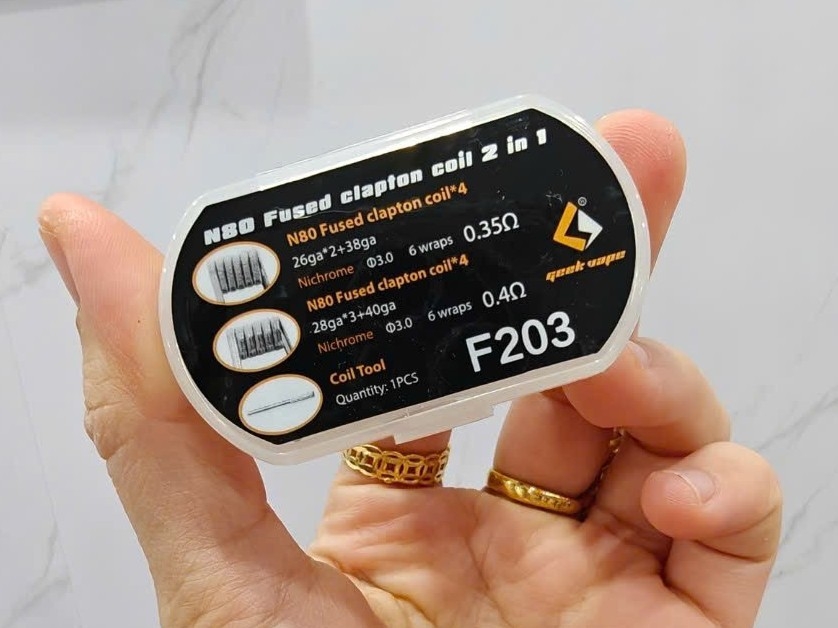 N80 Fused clapton coil 2 in 1
N80 Fused clapton coil*4
26ga*2+38ga
Nichrome Φ3.0 6 wraps 0.35Ω
N80 Fused clapton coil*4
28ga*3+40ga
Nichrome Φ3.0 6 wraps 0.4Ω
Coil Tool
Quantity: 1PCS
®
geek vape
F203